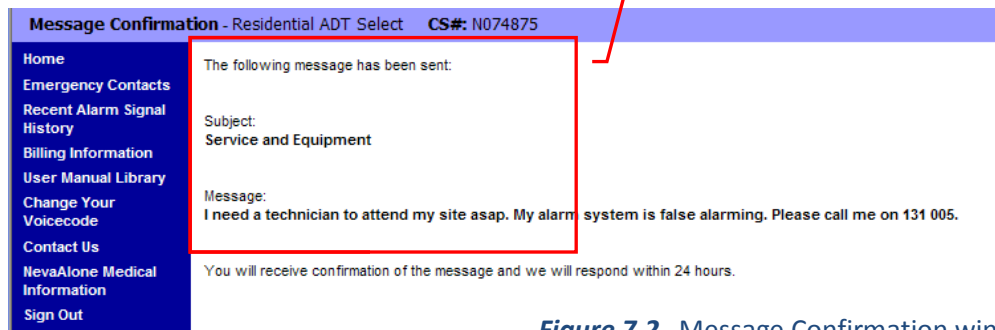 Message Confirmation - Residential ADT Select CS#: N074875
Home
Emergency Contacts
Recent Alarm Signal
History
Billing Information
User Manual Library
Change Your
Voicecode
Contact Us
NevaAlone Medical
Information
Sign Out
The following message has been sent:
Subject:
Service and Equipment
Message:
I need a technician to attend my site asap. My alarm system is false alarming. Please call me on 131 005.
You will receive confirmation of the message and we will respond within 24 hours.
Figure 7.2 Message Confirmation